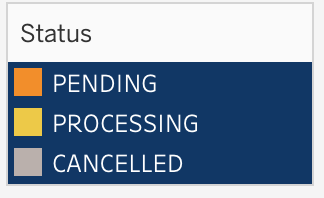 Status
PENDING
PROCESSING
CANCELLED